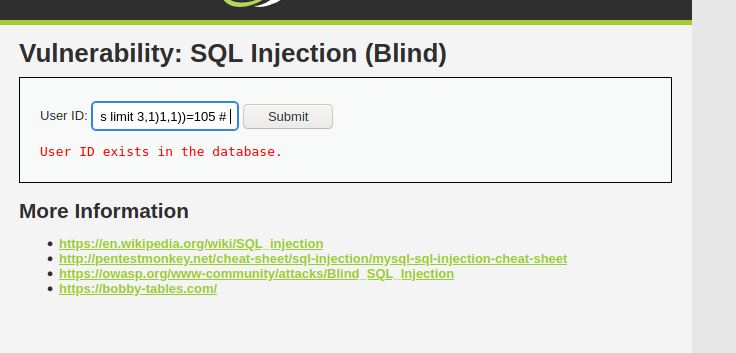 Vulnerability: SQL Injection (Blind)
User ID: s limit 3,1)1,1))=105 # Submit
User ID exists in the database.
More Information
• https://en.wikipedia.org/wiki/SQL_injection
• http://pentestmonkey.net/cheat-sheet/sql-injection/mysql-sql-injection-cheat-sheet
• https://owasp.org/www-community/attacks/Blind_SQL_Injection
• https://bobby-tables.com/